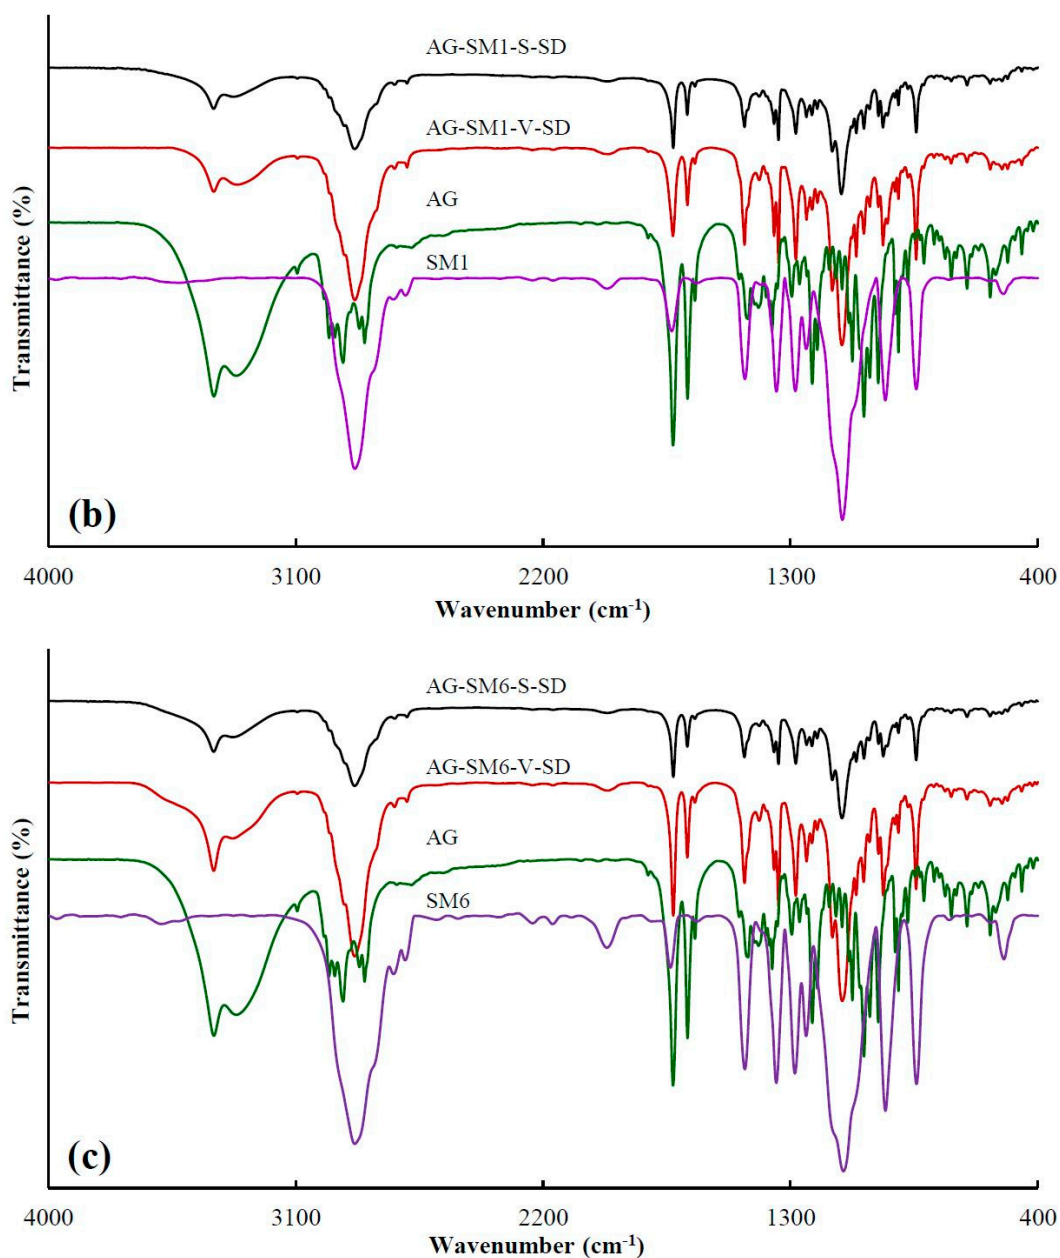 AG-SM1-S-SD
AG-SM1-V-SD
AG
SM1
Transmittance (%)
(b)
4000 3100 2200 1300 400
Wavenumber (cm-1)
AG-SM6-S-SD
AG-SM6-V-SD
AG
SM6
Transmittance (%)
(c)
4000 3100 2200 1300 400
Wavenumber (cm-1)